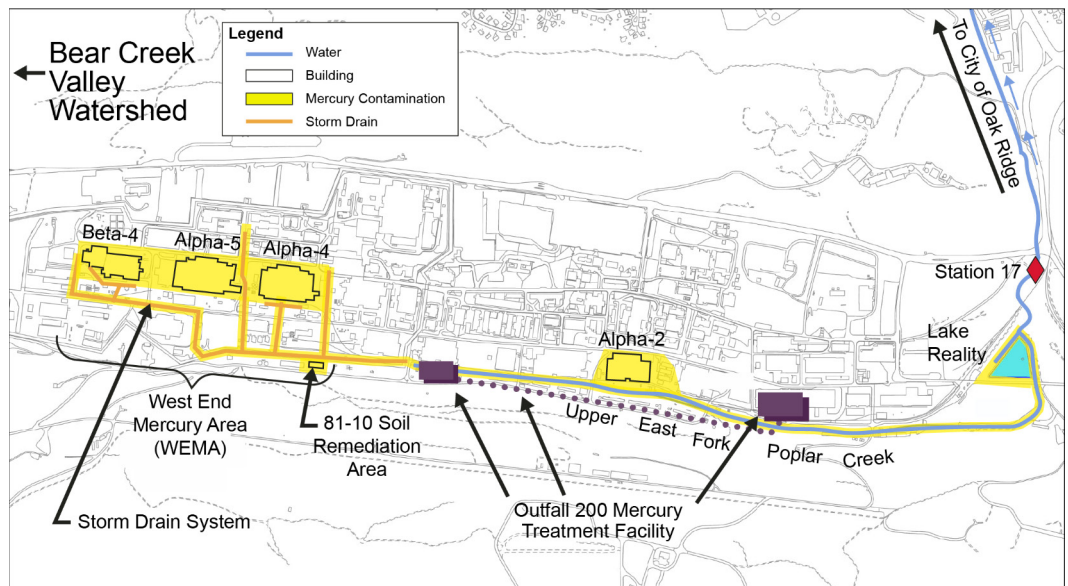 Bear Creek
Valley
Watershed
Legend
Water
Building
Mercury Contamination
Storm Drain
To City of Oak Ridge
Beta-4
Alpha-5
Alpha-4
Station 17
Lake
Reality
Alpha-2
Upper East Fork Poplar Creek
West End
Mercury Area
(WEMA)
81-10 Soil
Remediation
Area
Storm Drain System
Outfall 200 Mercury
Treatment Facility